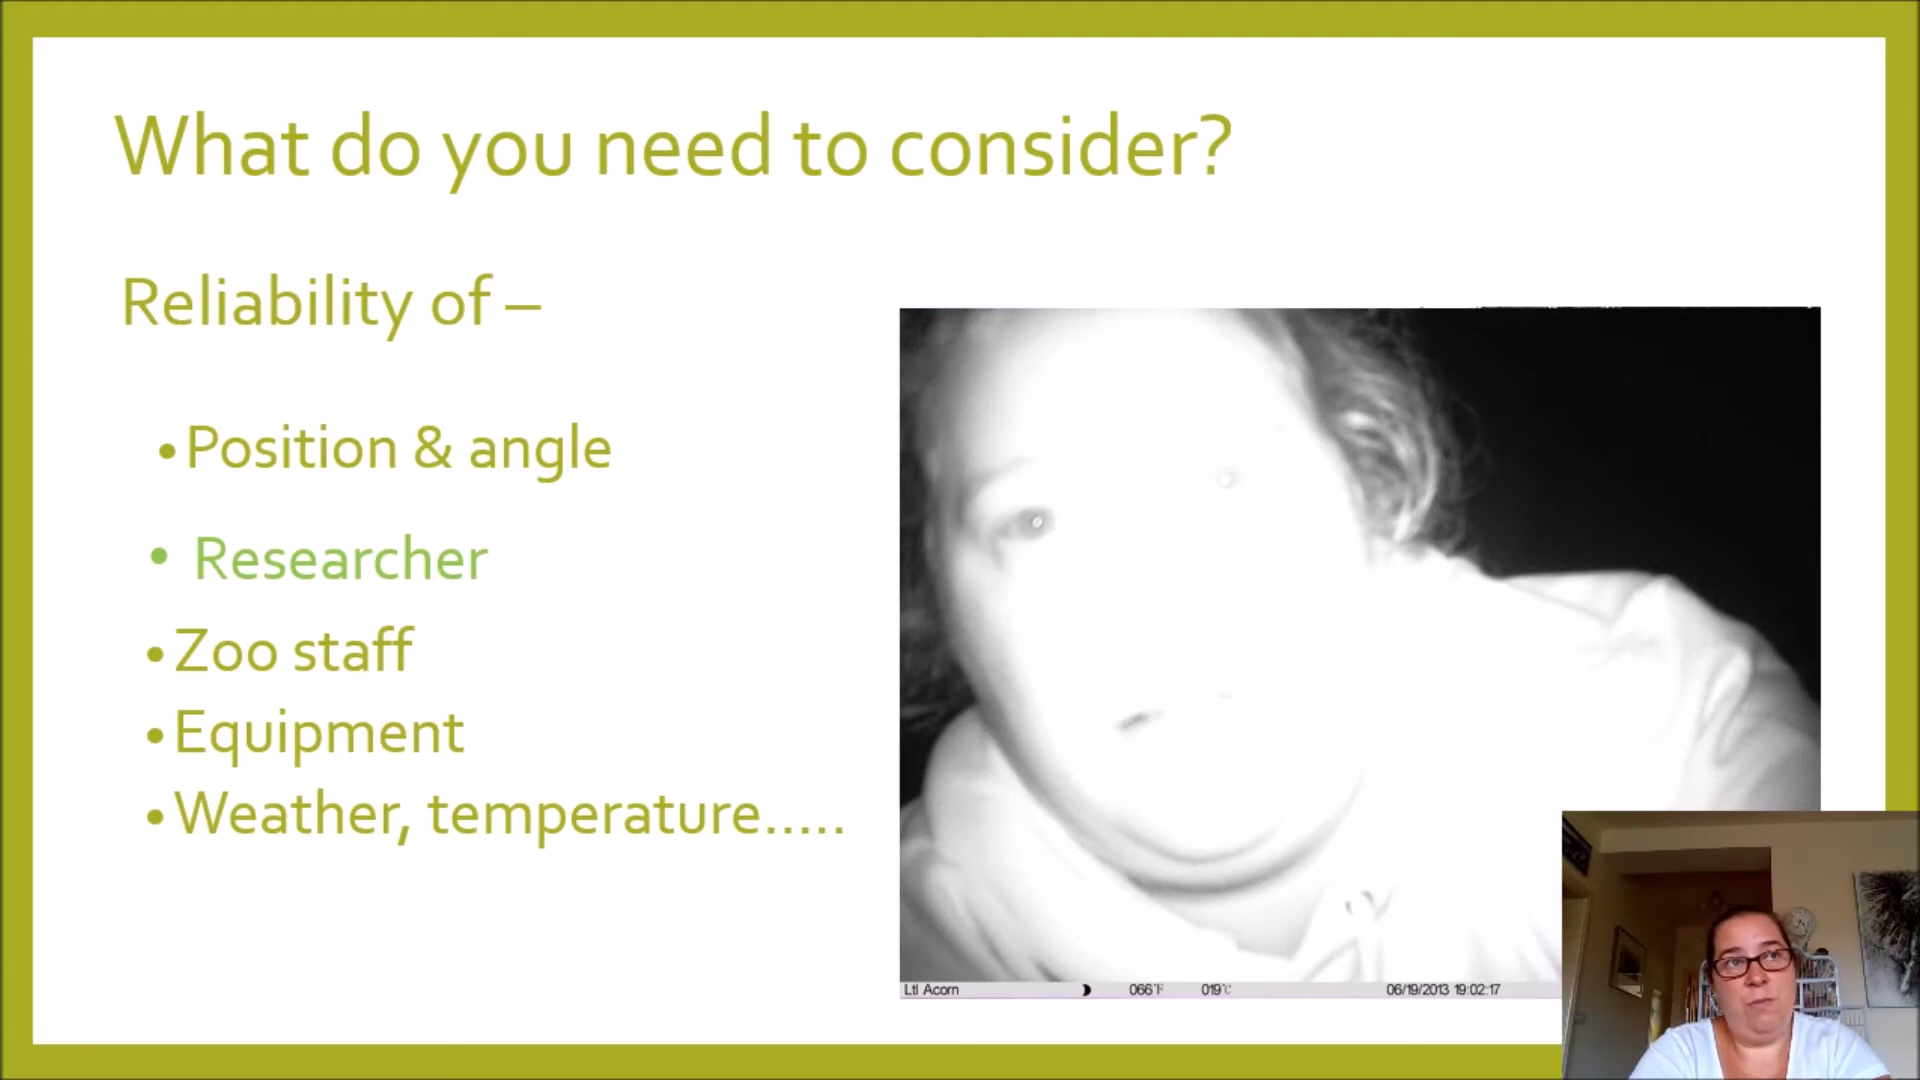 What do you need to consider?
Reliability of –
• Position & angle
• Researcher
• Zoo staff
• Equipment
• Weather, temperature.....
Ltl Acorn 066°F 019°C 06/19/2013 19:02:17